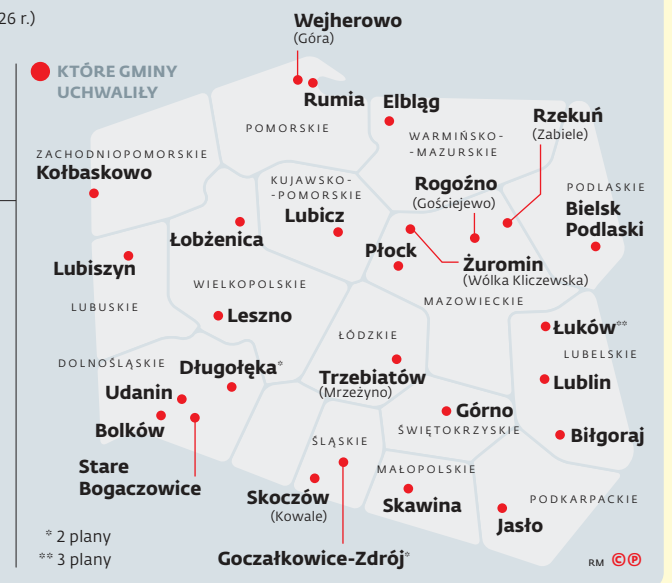 26 r.)
KTÓRE GMINY
UCHWALIŁY
Wejherowo
(Góra)
Rumia
Elbląg
POMORSKIE
WARMIŃSKO-
-MAZURSKIE
Rzekuń
(Zabiele)
ZACHODNIOPOMORSKIE
Kołbaskowo
KUJAWSKO-
-POMORSKIE
Lubicz
Rogoźno
(Gościejewo)
PODLASKIE
Bielsk
Podlaski
Łobżenica
Płock
Żuromin
(Wólka Kliczewska)
Lubiszyn
WIELKOPOLSKIE
MAZOWIECKIE
LUBUSKIE
Leszno
ŁÓDZKIE
Łuków**
LUBELSKIE
DOLNOŚLĄSKIE
Długołęka*
Trzebiatów
(Mrzeżyno)
Lublin
Udanin
Bolków
Górno
ŚWIĘTOKRZYSKIE
Biłgoraj
Stare
Bogaczowice
ŚLĄSKIE
MAŁOPOLSKIE
Skoczów
(Kowale)
Skawina
PODKARPACKIE
Jasło
Goczałkowice-Zdrój*
* 2 plany
** 3 plany
RM ©℗